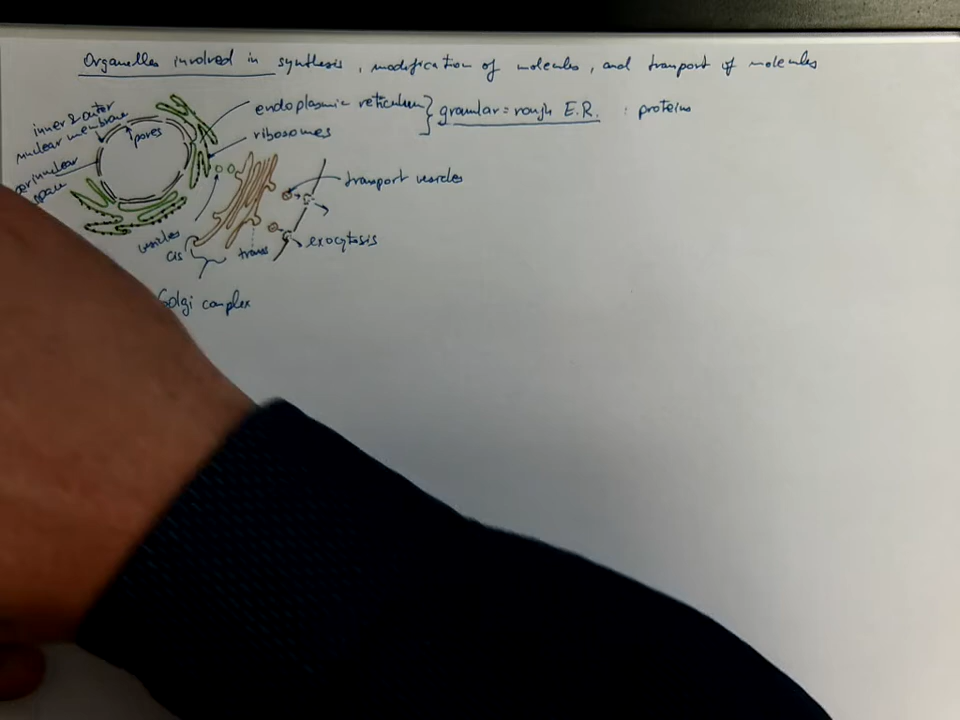 Organelles involved in synthesis, modification of molecules, and transport of molecules
inner & outer
nuclear membrane
pores
perinuclear
space
endoplasmic reticulum
ribosomes
granular = rough E.R. : proteins
transport vesicles
vesicles
cis
trans
exocytosis
Golgi complex